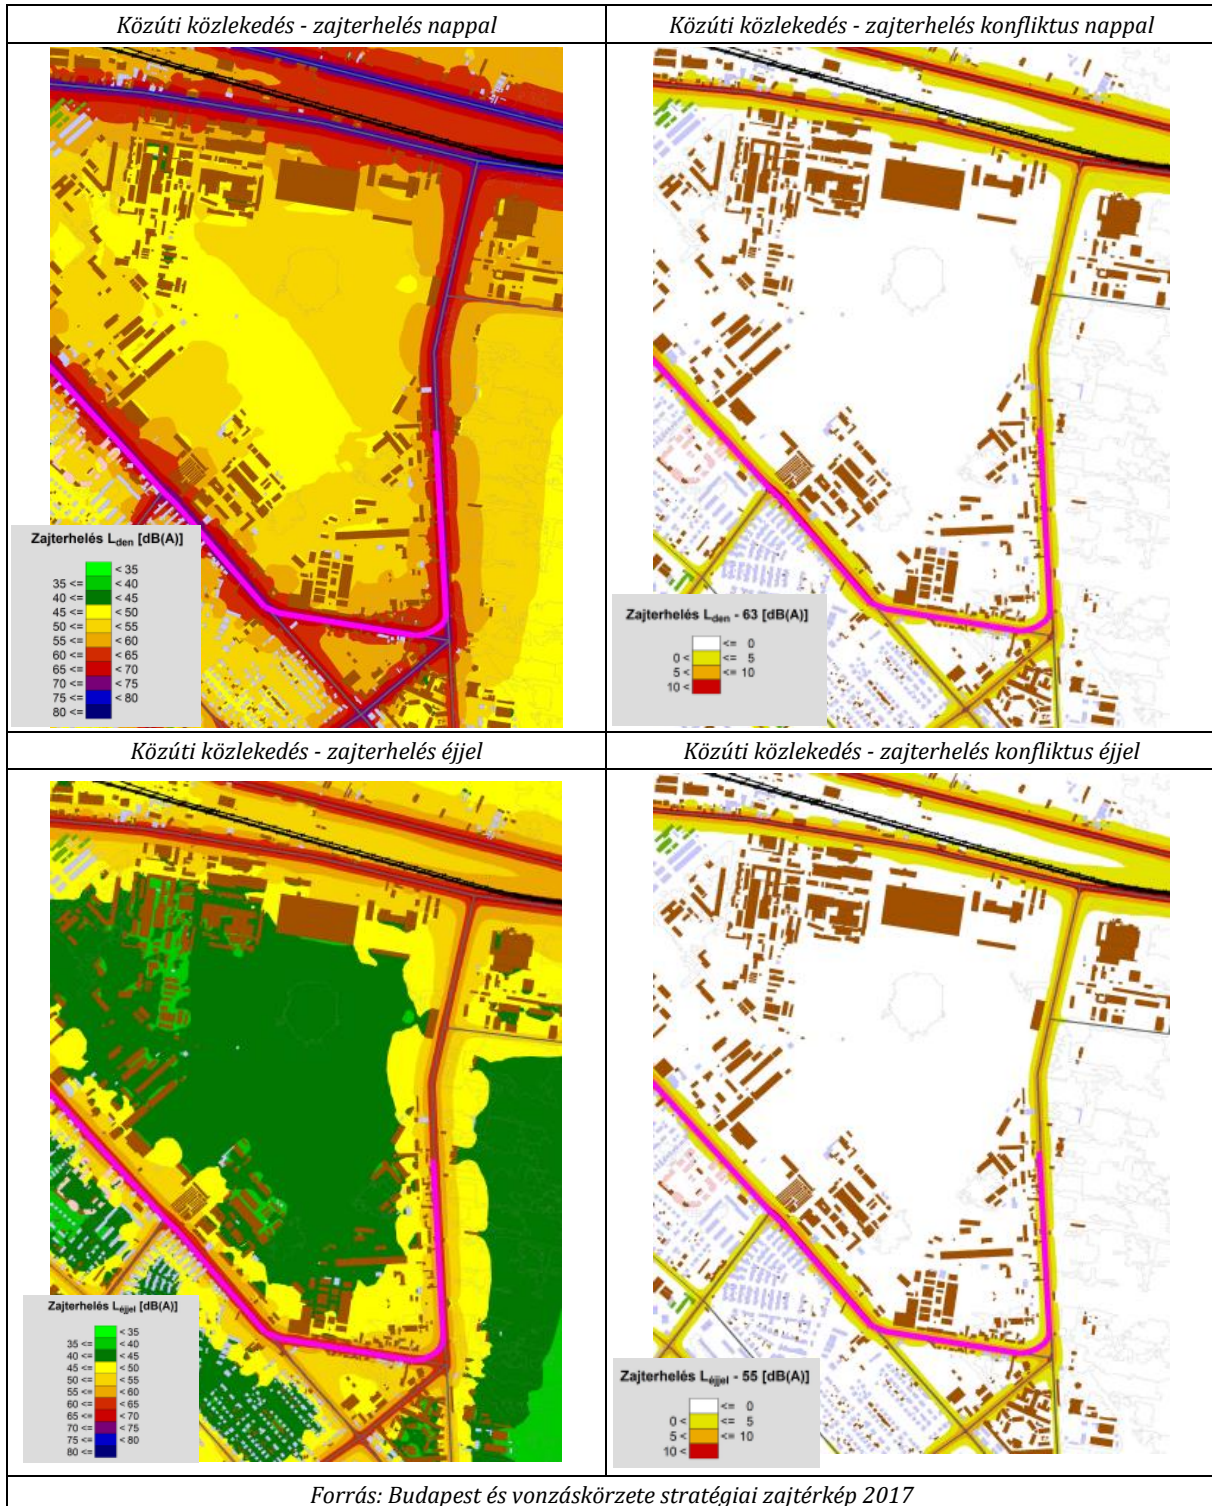 Közúti közlekedés - zajterhelés nappal
Közúti közlekedés - zajterhelés konfliktus nappal
Zajterhelés Lden [dB(A)]
< 35
35 <= < 40
40 <= < 45
45 <= < 50
50 <= < 55
55 <= < 60
60 <= < 65
65 <= < 70
70 <= < 75
75 <= < 80
80 <=
Zajterhelés Lden - 63 [dB(A)]
<= 0
0 < <= 5
5 < <= 10
10 <
Közúti közlekedés - zajterhelés éjjel
Közúti közlekedés - zajterhelés konfliktus éjjel
Zajterhelés Léjjel [dB(A)]
< 35
35 <= < 40
40 <= < 45
45 <= < 50
50 <= < 55
55 <= < 60
60 <= < 65
65 <= < 70
70 <= < 75
75 <= < 80
80 <=
Zajterhelés Léjjel - 55 [dB(A)]
<= 0
0 < <= 5
5 < <= 10
10 <
Forrás: Budapest és vonzáskörzete stratégiai zajtérkép 2017